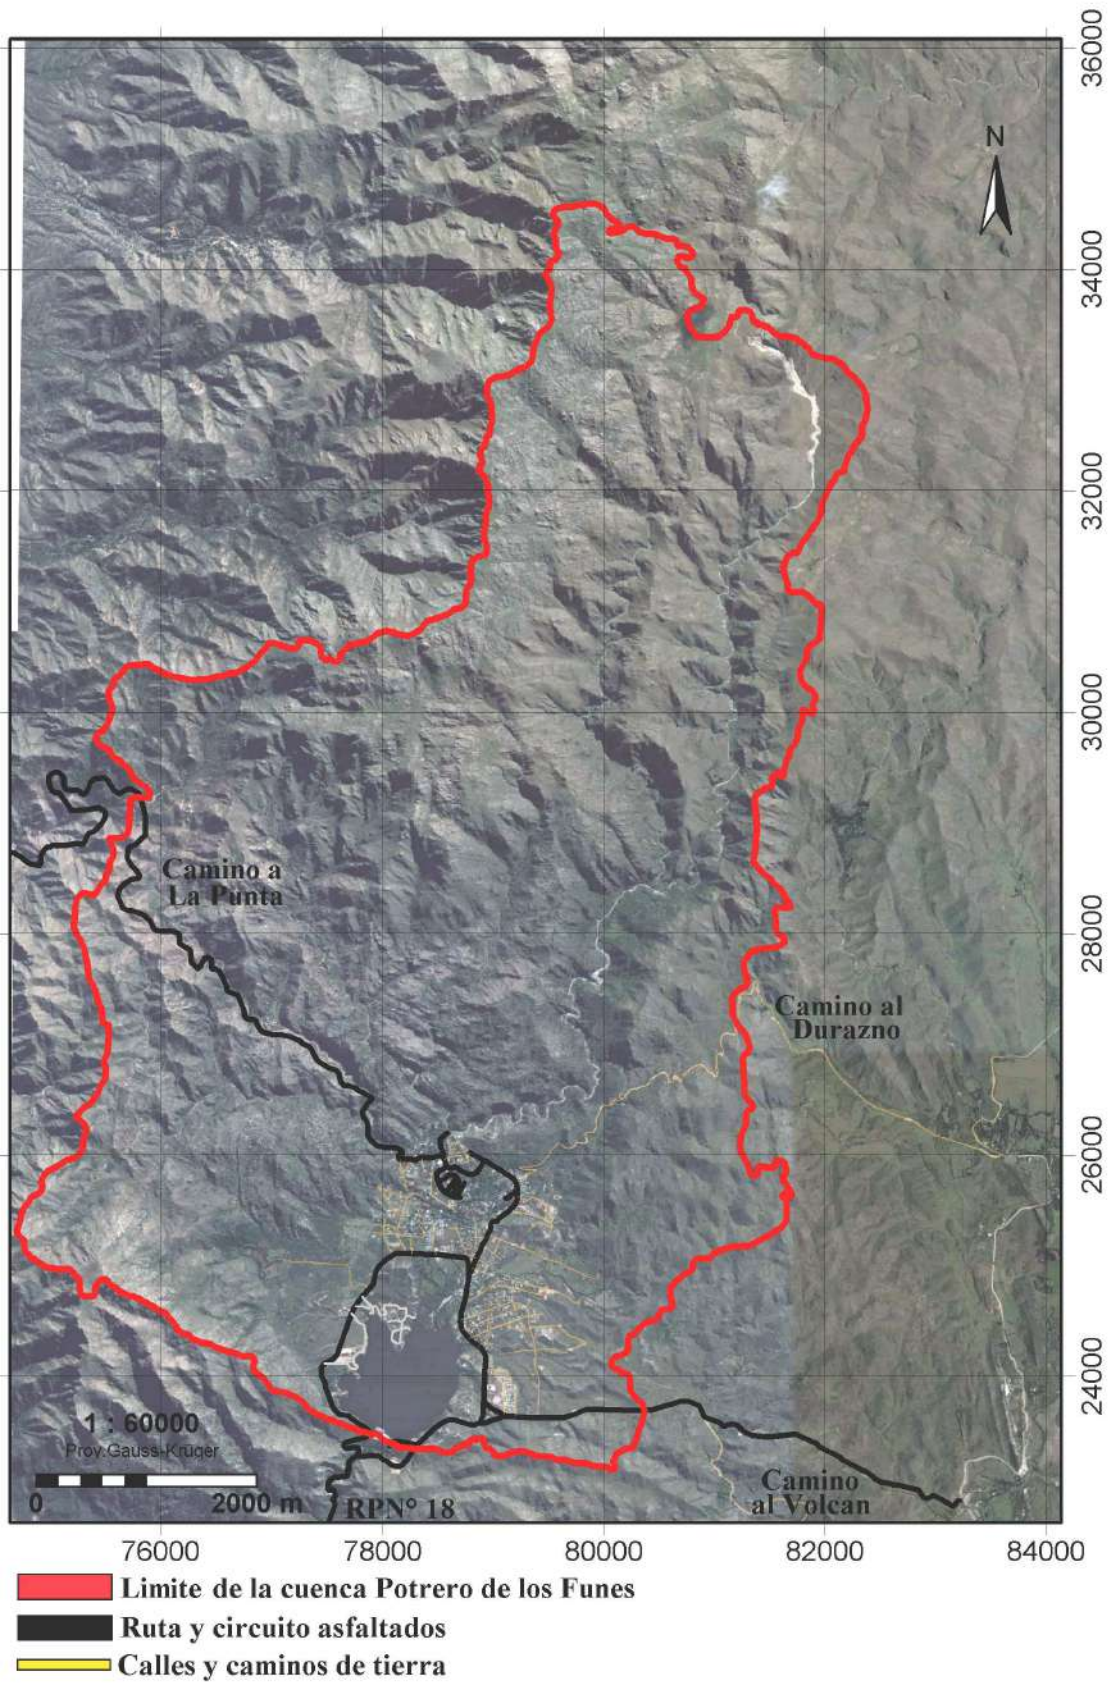 36000
N
34000
32000
30000
Camino a
La Punta
28000
Camino al
Durazno
26000
24000
1 : 60000
Proy.Gauss-Krüger
0 2000 m
RPNº 18
Camino
al Volcan
76000 78000 80000 82000 84000
Limite de la cuenca Potrero de los Funes
Ruta y circuito asfaltados
Calles y caminos de tierra